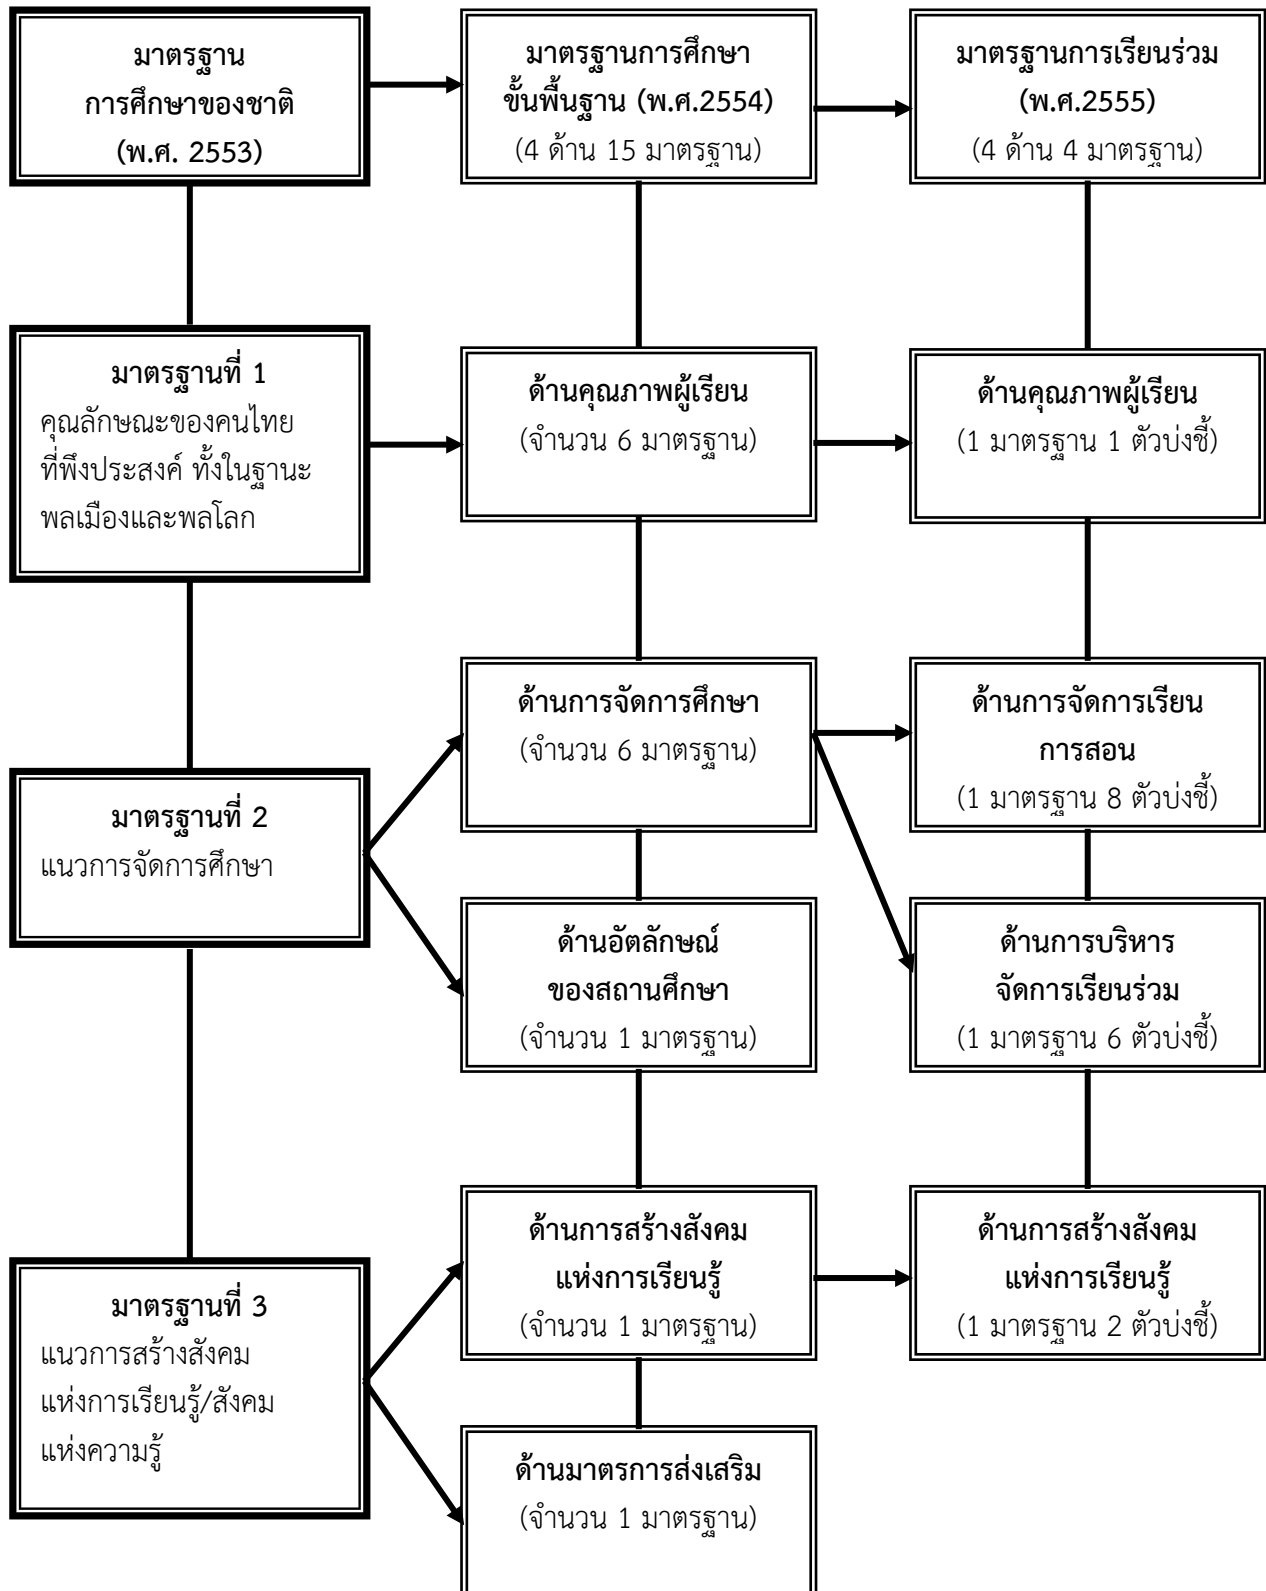 มาตรฐาน
การศึกษาของชาติ
(พ.ศ. 2553)
มาตรฐานการศึกษา
ขั้นพื้นฐาน (พ.ศ.2554)
(4 ด้าน 15 มาตรฐาน)
มาตรฐานการเรียนร่วม
(พ.ศ.2555)
(4 ด้าน 4 มาตรฐาน)
มาตรฐานที่ 1
คุณลักษณะของคนไทย
ที่พึงประสงค์ ทั้งในฐานะ
พลเมืองและพลโลก
ด้านคุณภาพผู้เรียน
(จำนวน 6 มาตรฐาน)
ด้านคุณภาพผู้เรียน
(1 มาตรฐาน 1 ตัวบ่งชี้)
มาตรฐานที่ 2
แนวการจัดการศึกษา
ด้านการจัดการศึกษา
(จำนวน 6 มาตรฐาน)
ด้านการจัดการเรียน
การสอน
(1 มาตรฐาน 8 ตัวบ่งชี้)
ด้านอัตลักษณ์
ของสถานศึกษา
(จำนวน 1 มาตรฐาน)
ด้านการบริหาร
จัดการเรียนร่วม
(1 มาตรฐาน 6 ตัวบ่งชี้)
มาตรฐานที่ 3
แนวการสร้างสังคม
แห่งการเรียนรู้/สังคม
แห่งความรู้
ด้านการสร้างสังคม
แห่งการเรียนรู้
(จำนวน 1 มาตรฐาน)
ด้านการสร้างสังคม
แห่งการเรียนรู้
(1 มาตรฐาน 2 ตัวบ่งชี้)
ด้านมาตรการส่งเสริม
(จำนวน 1 มาตรฐาน)